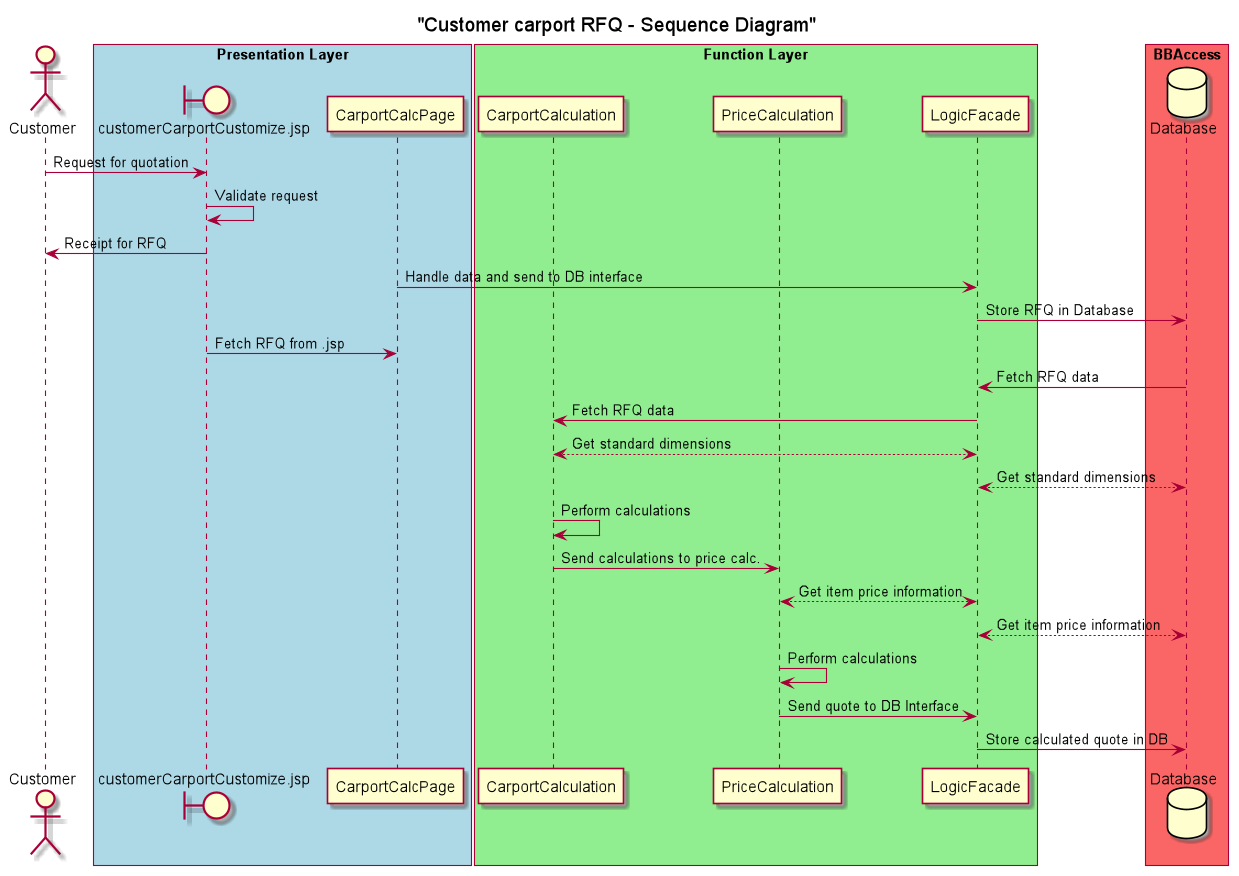 "Customer carport RFQ - Sequence Diagram"
Presentation Layer
Function Layer
BBAccess
Customer
customerCarportCustomize.jsp
CarportCalcPage
CarportCalculation
PriceCalculation
LogicFacade
Database
Request for quotation
Validate request
Receipt for RFQ
Handle data and send to DB interface
Store RFQ in Database
Fetch RFQ from .jsp
Fetch RFQ data
Fetch RFQ data
Get standard dimensions
Get standard dimensions
Perform calculations
Send calculations to price calc.
Get item price information
Get item price information
Perform calculations
Send quote to DB Interface
Store calculated quote in DB
Customer
customerCarportCustomize.jsp
CarportCalcPage
CarportCalculation
PriceCalculation
LogicFacade
Database